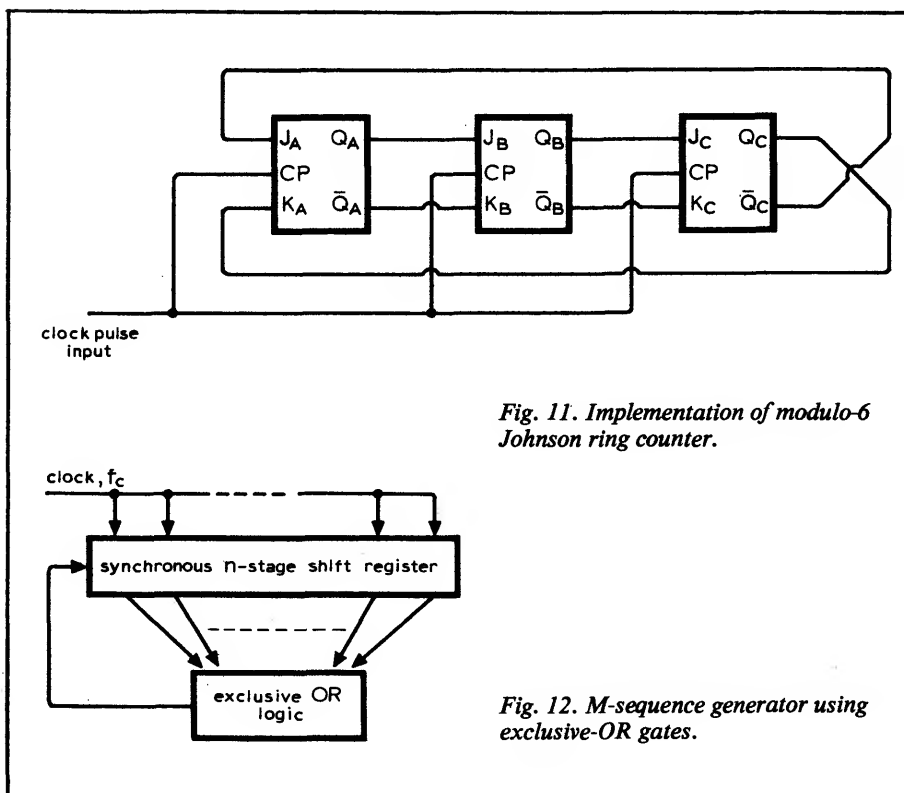 J_A Q_A J_B Q_B J_C Q_C
CP CP CP
K_A Q̄_A K_B Q̄_B K_C Q̄_C
clock pulse
input
Fig. 11. Implementation of modulo-6
Johnson ring counter.
clock, f_c
synchronous n-stage shift register
exclusive OR
logic
Fig. 12. M-sequence generator using
exclusive-OR gates.